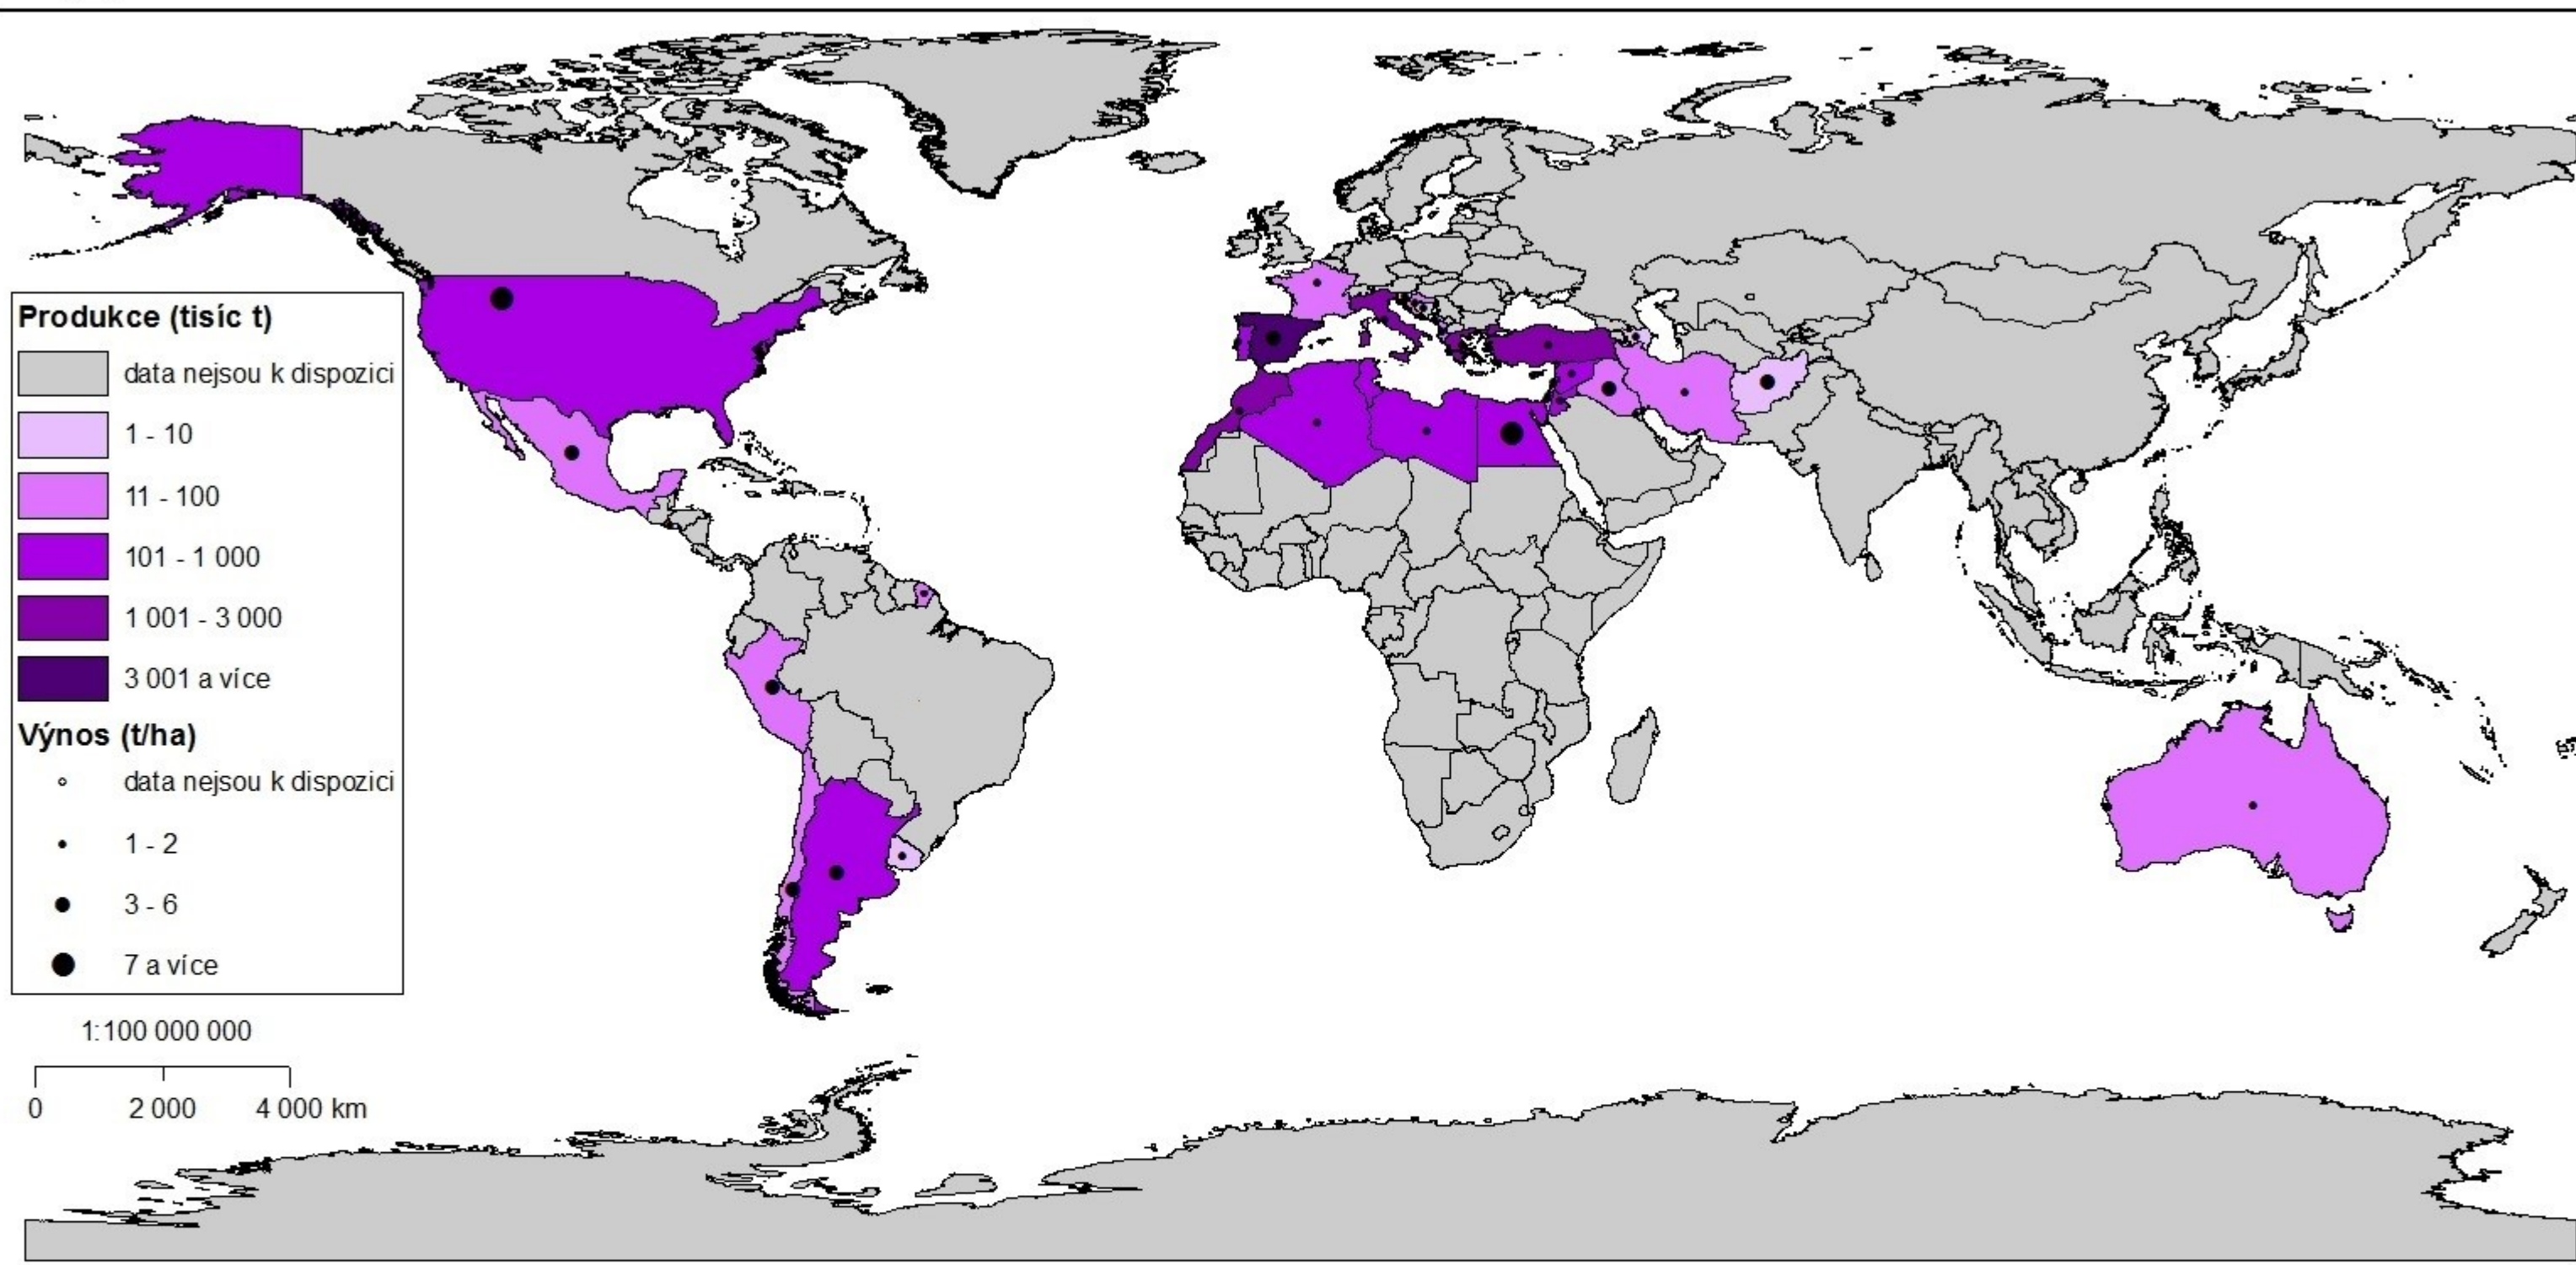 Produkce (tisíc t)
data nejsou k dispozici
1 - 10
11 - 100
101 - 1 000
1 001 - 3 000
3 001 a více
Výnos (t/ha)
data nejsou k dispozici
1 - 2
3 - 6
7 a více
1:100 000 000
0 2 000 4 000 km